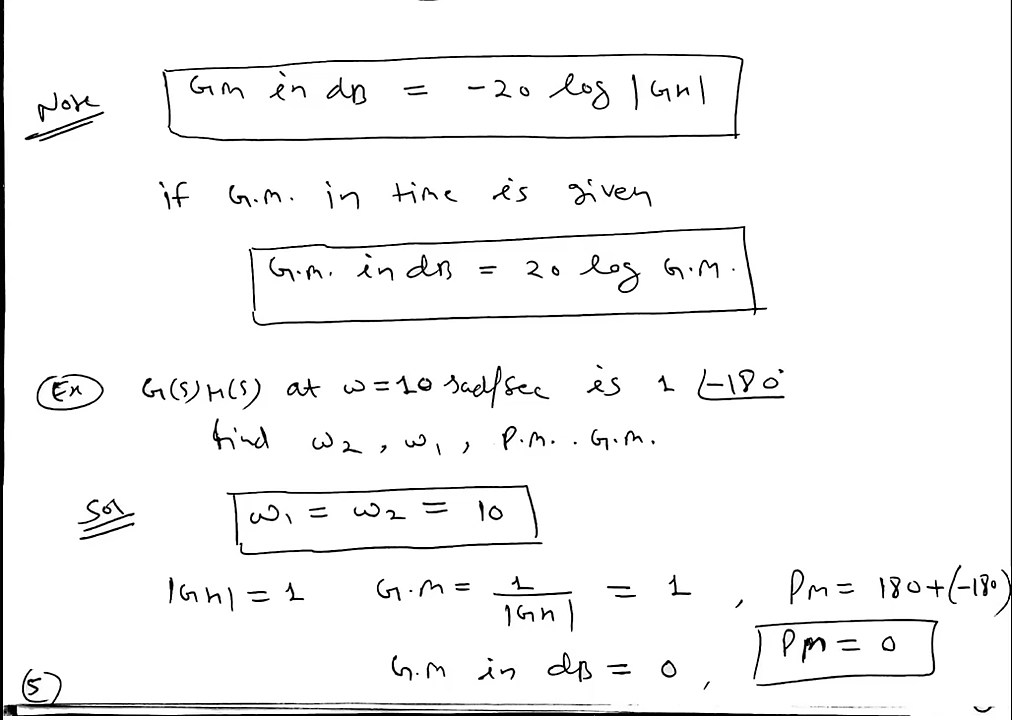 Note
GM in dB = -20 log |GH|
if G.M. in time is given
G.M. in dB = 20 log G.M.
Ex G(S)H(S) at ω=10 rad/sec is 1 ∠-180°
find ω2, ω1, P.M. . G.M.
Sol ω1 = ω2 = 10
|GH| = 1 G.M = 1/|GH| = 1 , PM = 180+(-180)
G.M in dB = 0 , PM = 0
5